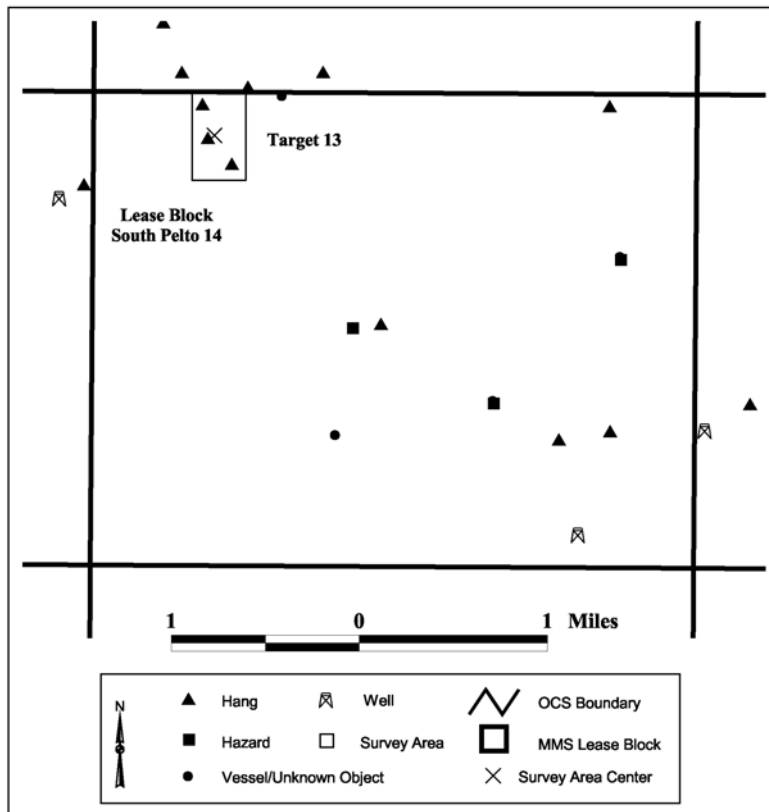 Target 13
Lease Block
South Pelto 14
1 0 1 Miles
N
Hang Well OCS Boundary
Hazard Survey Area MMS Lease Block
Vessel/Unknown Object Survey Area Center